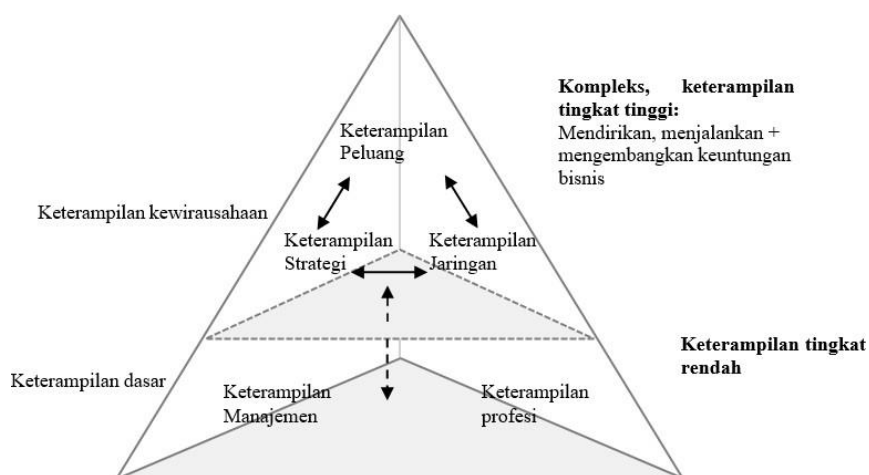 Kompleks, keterampilan
tingkat tinggi:
Mendirikan, menjalankan +
mengembangkan keuntungan
bisnis
Keterampilan
Peluang
Keterampilan kewirausahaan
Keterampilan
Strategi
Keterampilan
Jaringan
Keterampilan tingkat
rendah
Keterampilan dasar
Keterampilan
Manajemen
Keterampilan
profesi